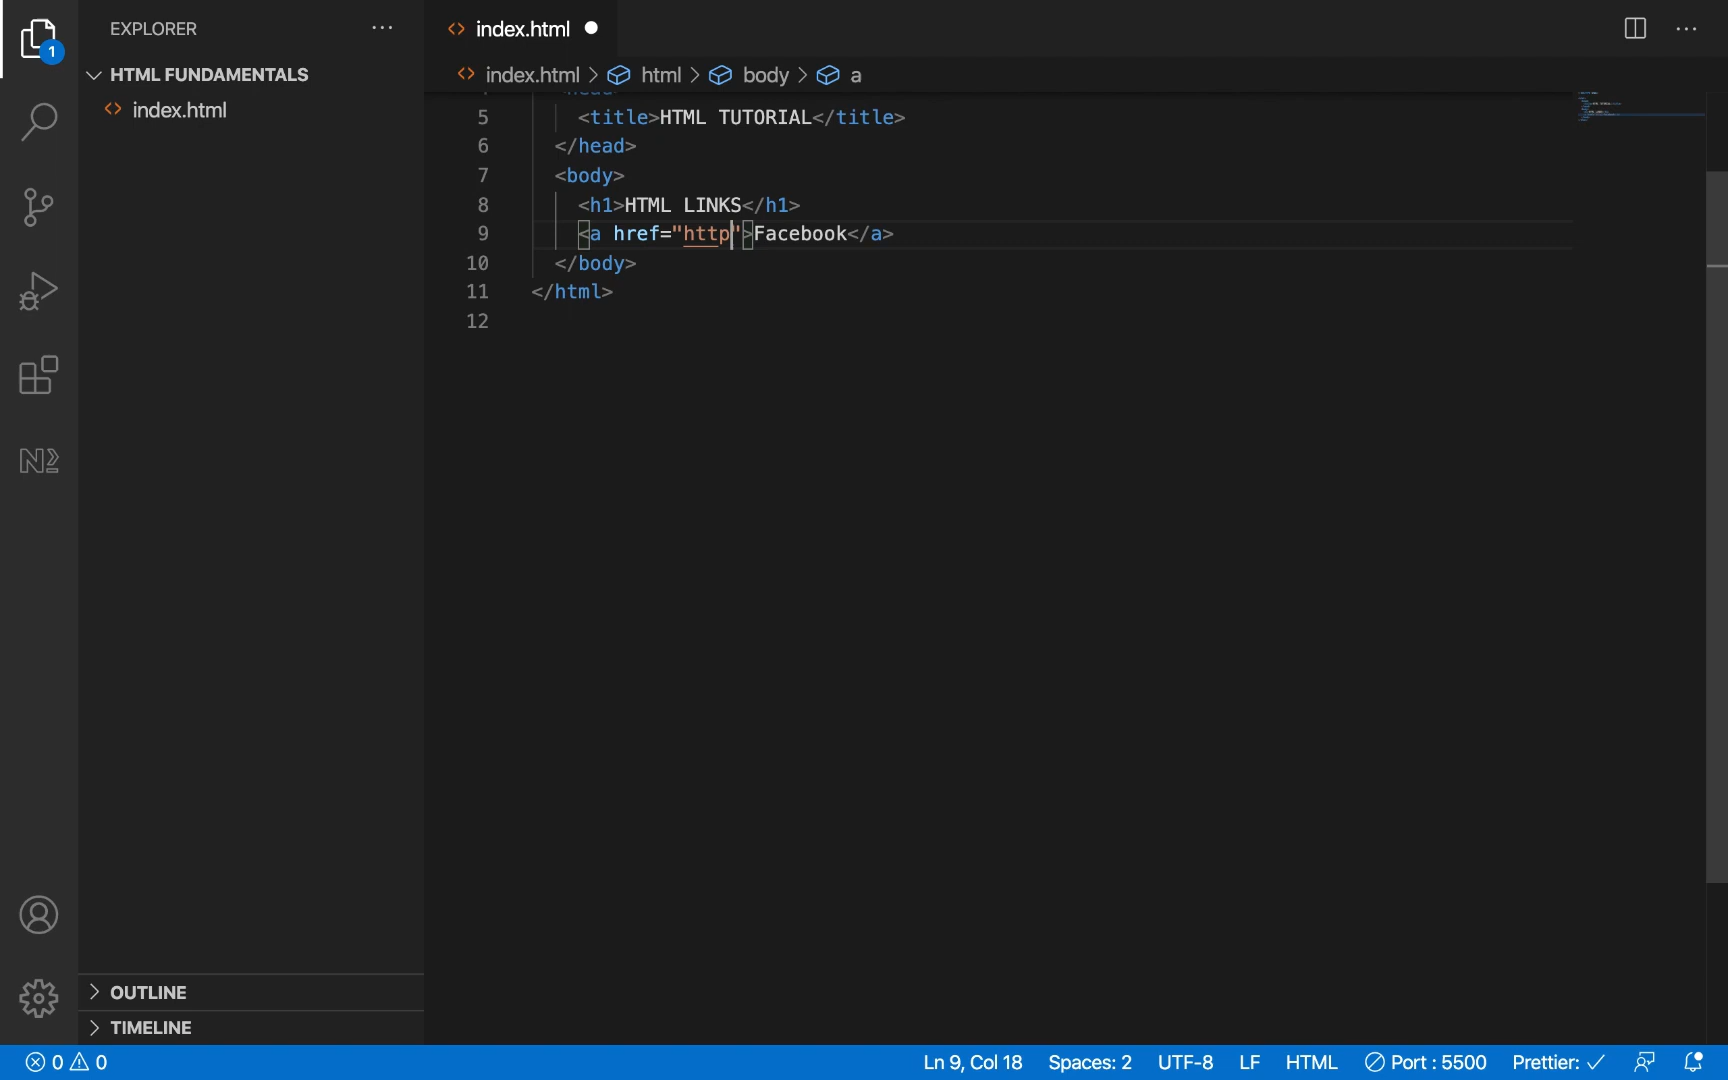 EXPLORER
HTML FUNDAMENTALS
index.html
OUTLINE
TIMELINE
index.html
index.html > html > body > a
5 <title>HTML TUTORIAL</title>
6 </head>
7 <body>
8 <h1>HTML LINKS</h1>
9 <a href="http">Facebook</a>
10 </body>
11 </html>
12
1
0 0 Ln 9, Col 18 Spaces: 2 UTF-8 LF HTML Port : 5500 Prettier: ✓